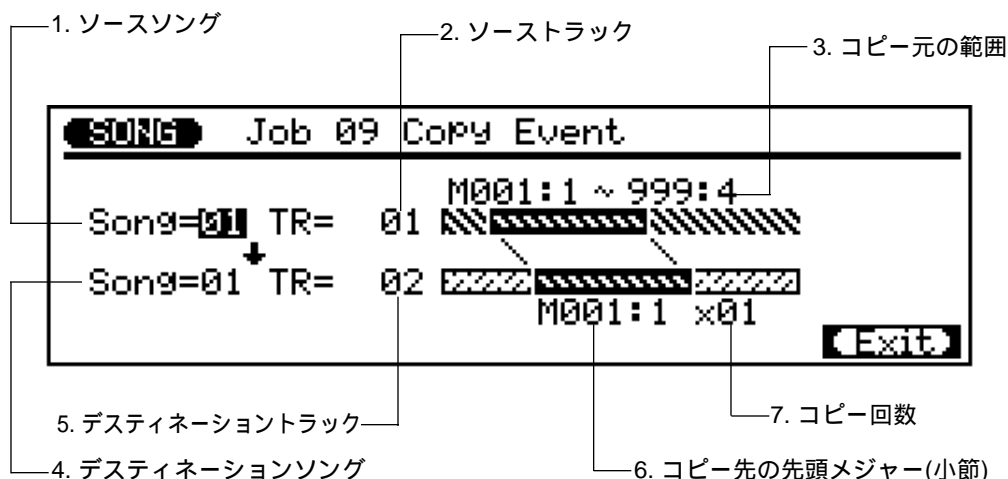 1. ソースソング
2. ソーストラック
3. コピー元の範囲
SONG Job 09 Copy Event
M001:1 ~ 999:4
Song=01 TR= 01
Song=01 TR= 02
M001:1 ×01
Exit
5. デスティネーショントラック
7. コピー回数
4. デスティネーションソング
6. コピー先の先頭メジャー(小節)